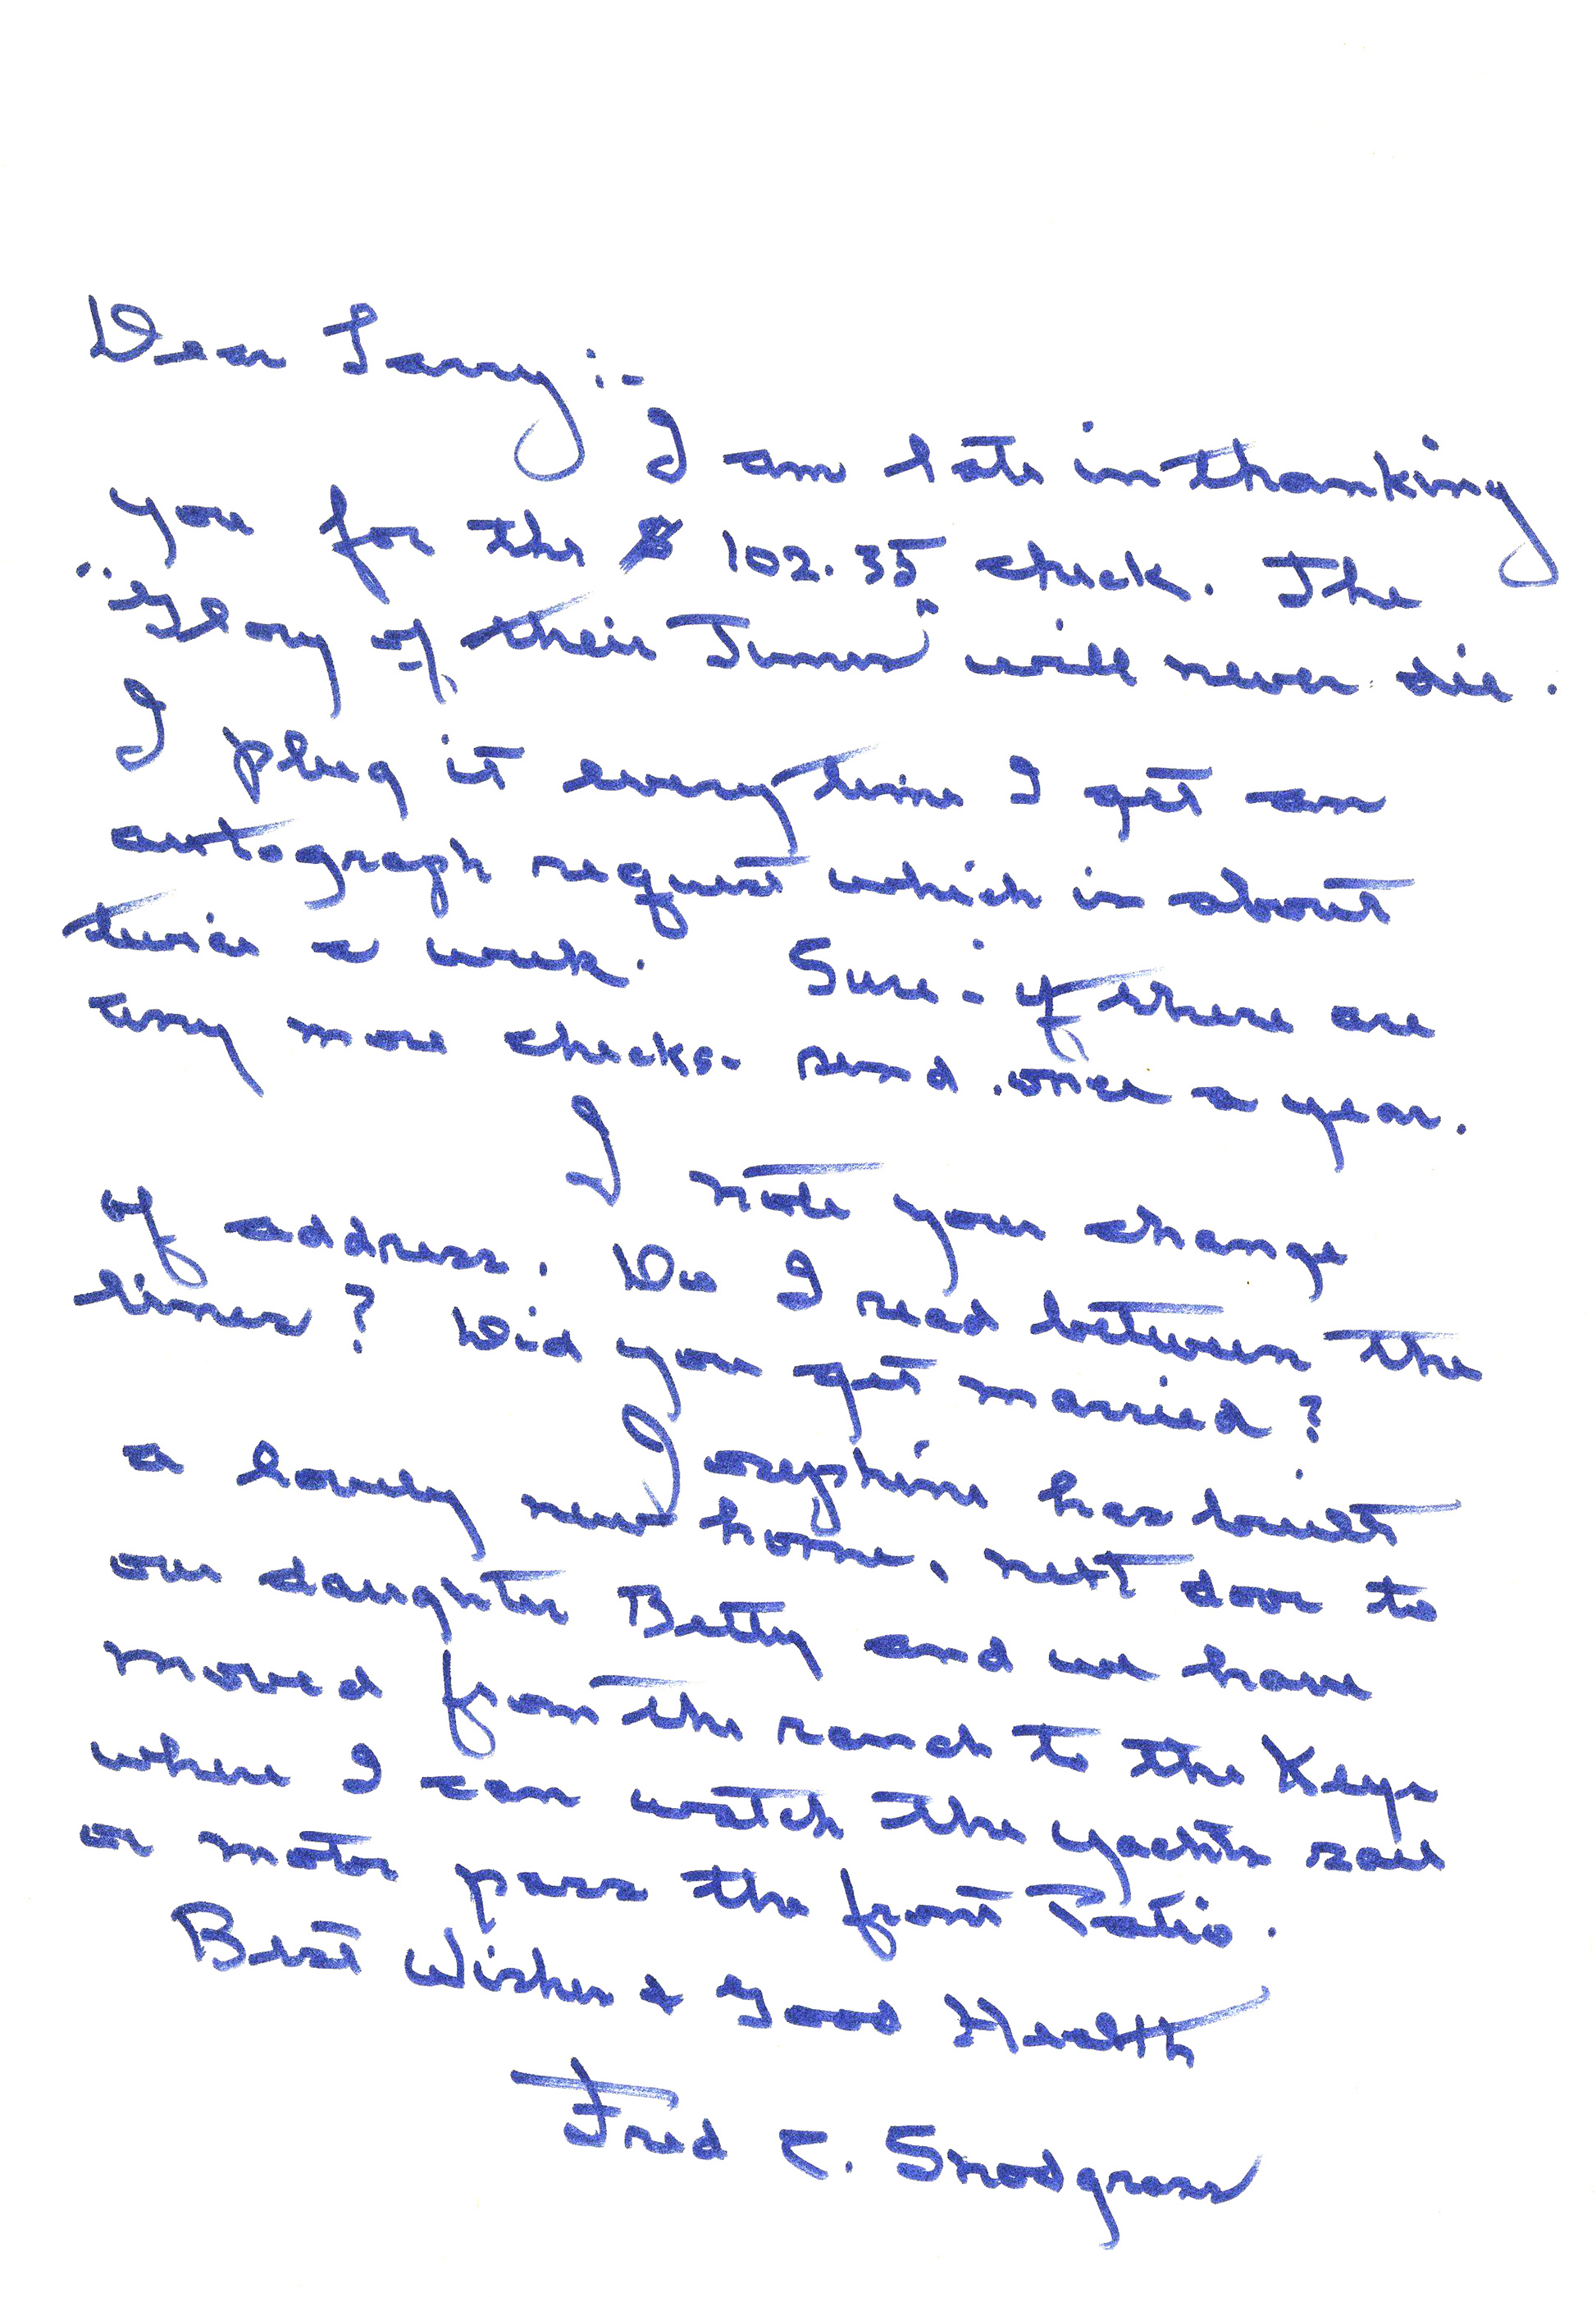 Dear Larry:-
I am late in thanking
you for the $102.35 check. The
"Glory of their Times" will never die.
I plug it every time I get an
autograph request which is about
twice a week. Sure - if there are
any more checks - send once a year.
I note your change
of address. Do I read between the
lines? Did you get married?
Josephine has built
a lovely new home, next door to
our daughter Betty and we have
moved from the ranch to the Keys
where I can watch the yachts sail
or motor pass the front Patio.
Best Wishes & Good Health
Fred C. Snodgrass